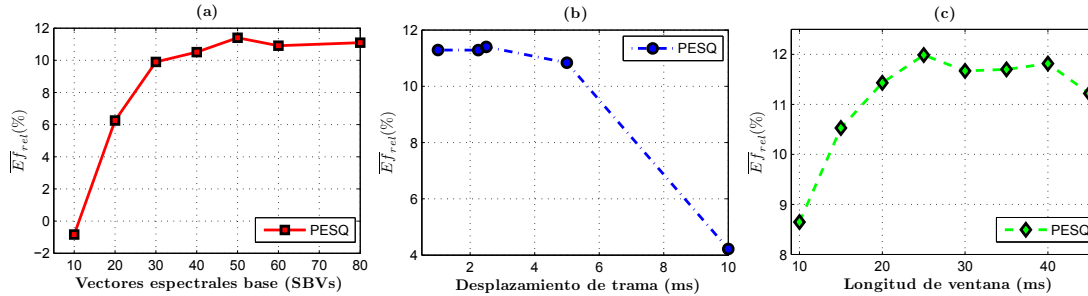 (a)
12
10
8
6
4
2
0
−2
10 20 30 40 50 60 70 80
Vectores espectrales base (SBVs)
Ef rel(%)
PESQ
(b)
12
10
8
6
4
2 4 6 8 10
Desplazamiento de trama (ms)
Ef rel(%)
PESQ
(c)
12
11
10
9
8
10 20 30 40
Longitud de ventana (ms)
Ef rel(%)
PESQ